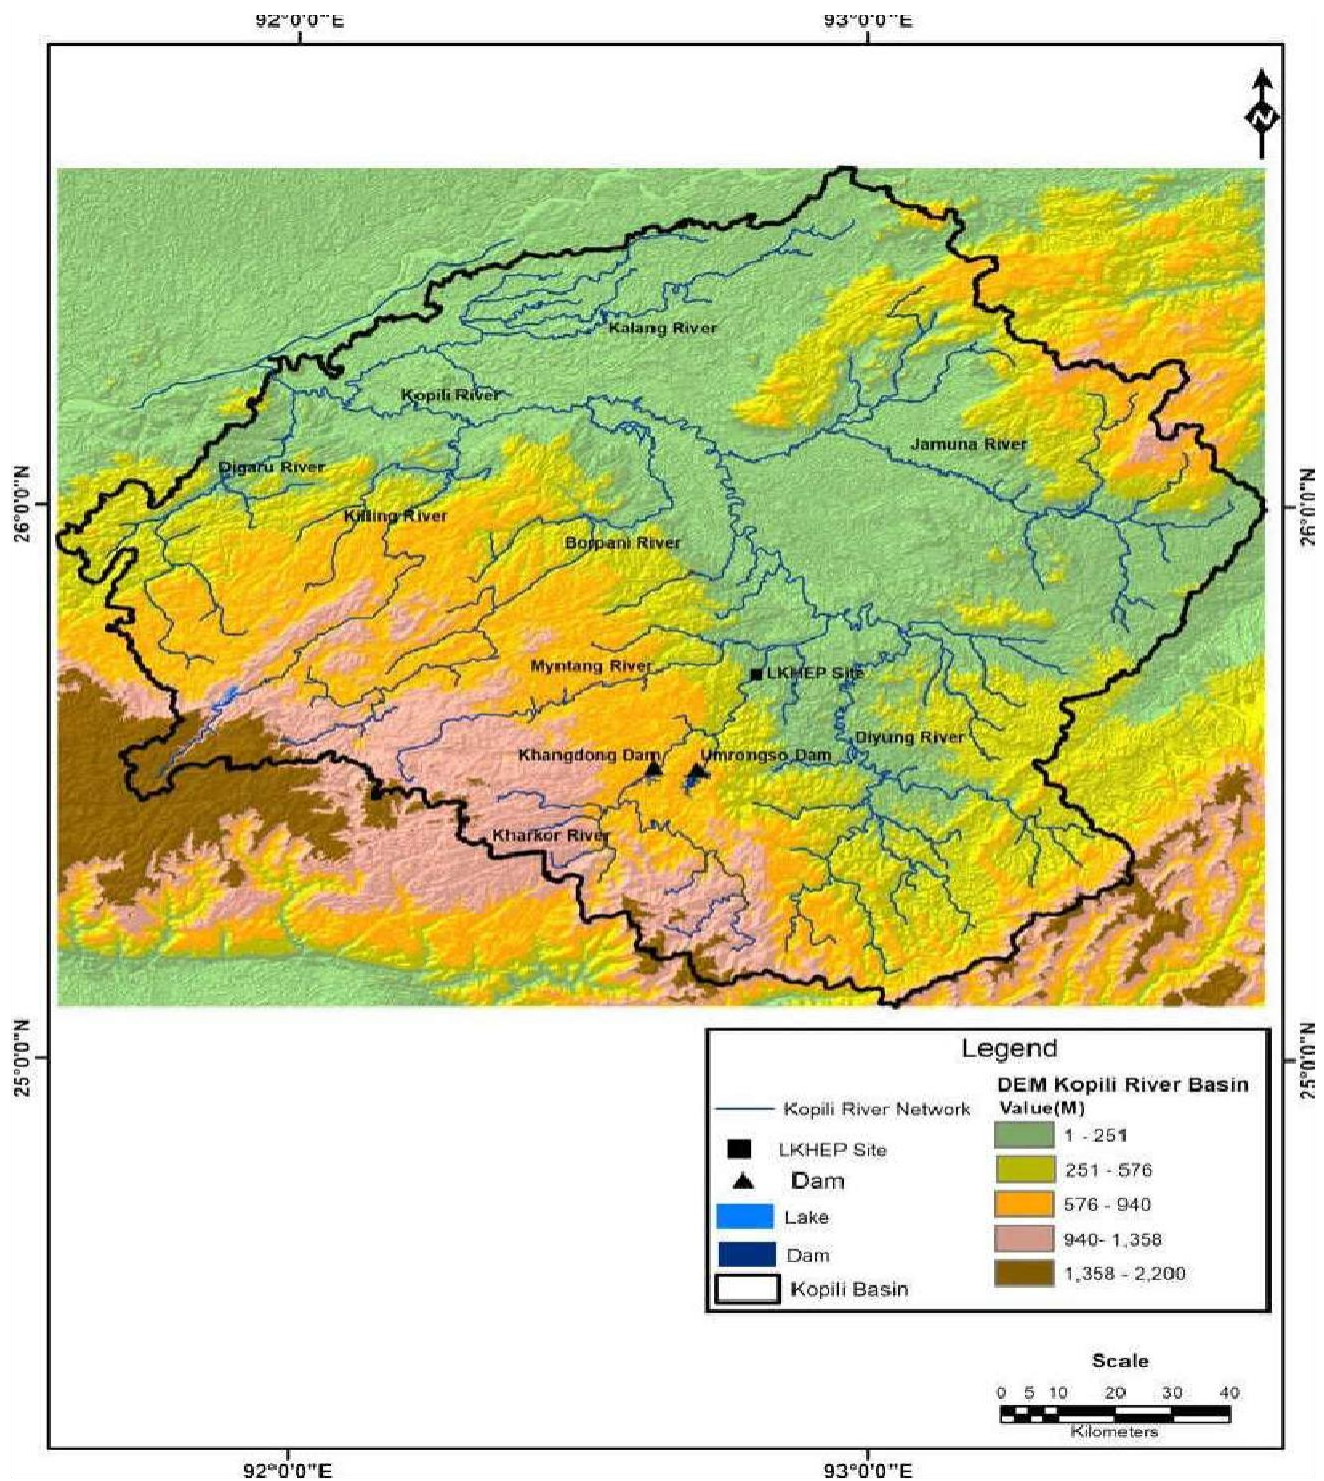 92°0'0"E 93°0'0"E
N
Kalang River
Kopili River
Jamuna River
Digaru River
26°0'0"N 26°0'0"N
Killing River
Borpani River
Myntang River
LKHEP Site
Diyung River
Khangdong Dam Umrongso Dam
Kharkor River
25°0'0"N 25°0'0"N
Legend
DEM Kopili River Basin
Value(M)
Kopili River Network
1 - 251
LKHEP Site
251 - 576
Dam
576 - 940
Lake
940- 1,358
Dam
1,358 - 2,200
Kopili Basin
Scale
0 5 10 20 30 40
Kilometers
92°0'0"E 93°0'0"E